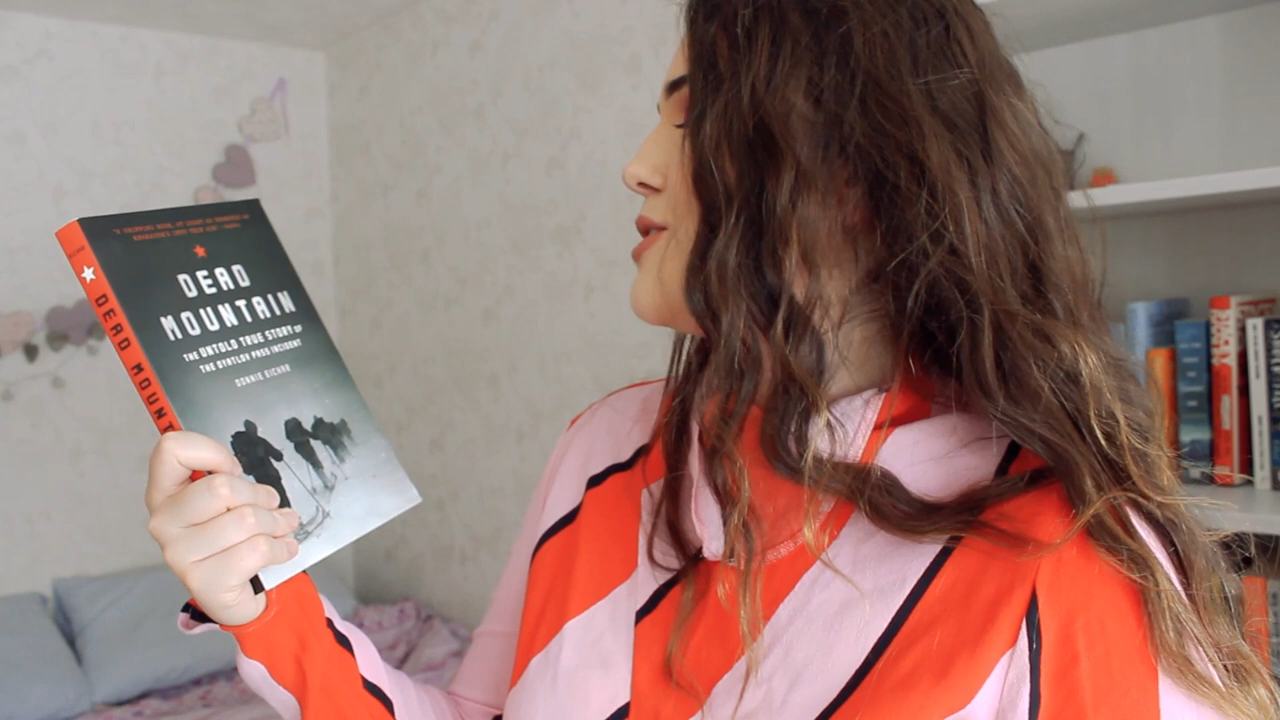 DEAD
MOUNTAIN
THE UNTOLD TRUE STORY OF
THE DYATLOV PASS INCIDENT
DONNIE EICHAR
DEAD MOUNT